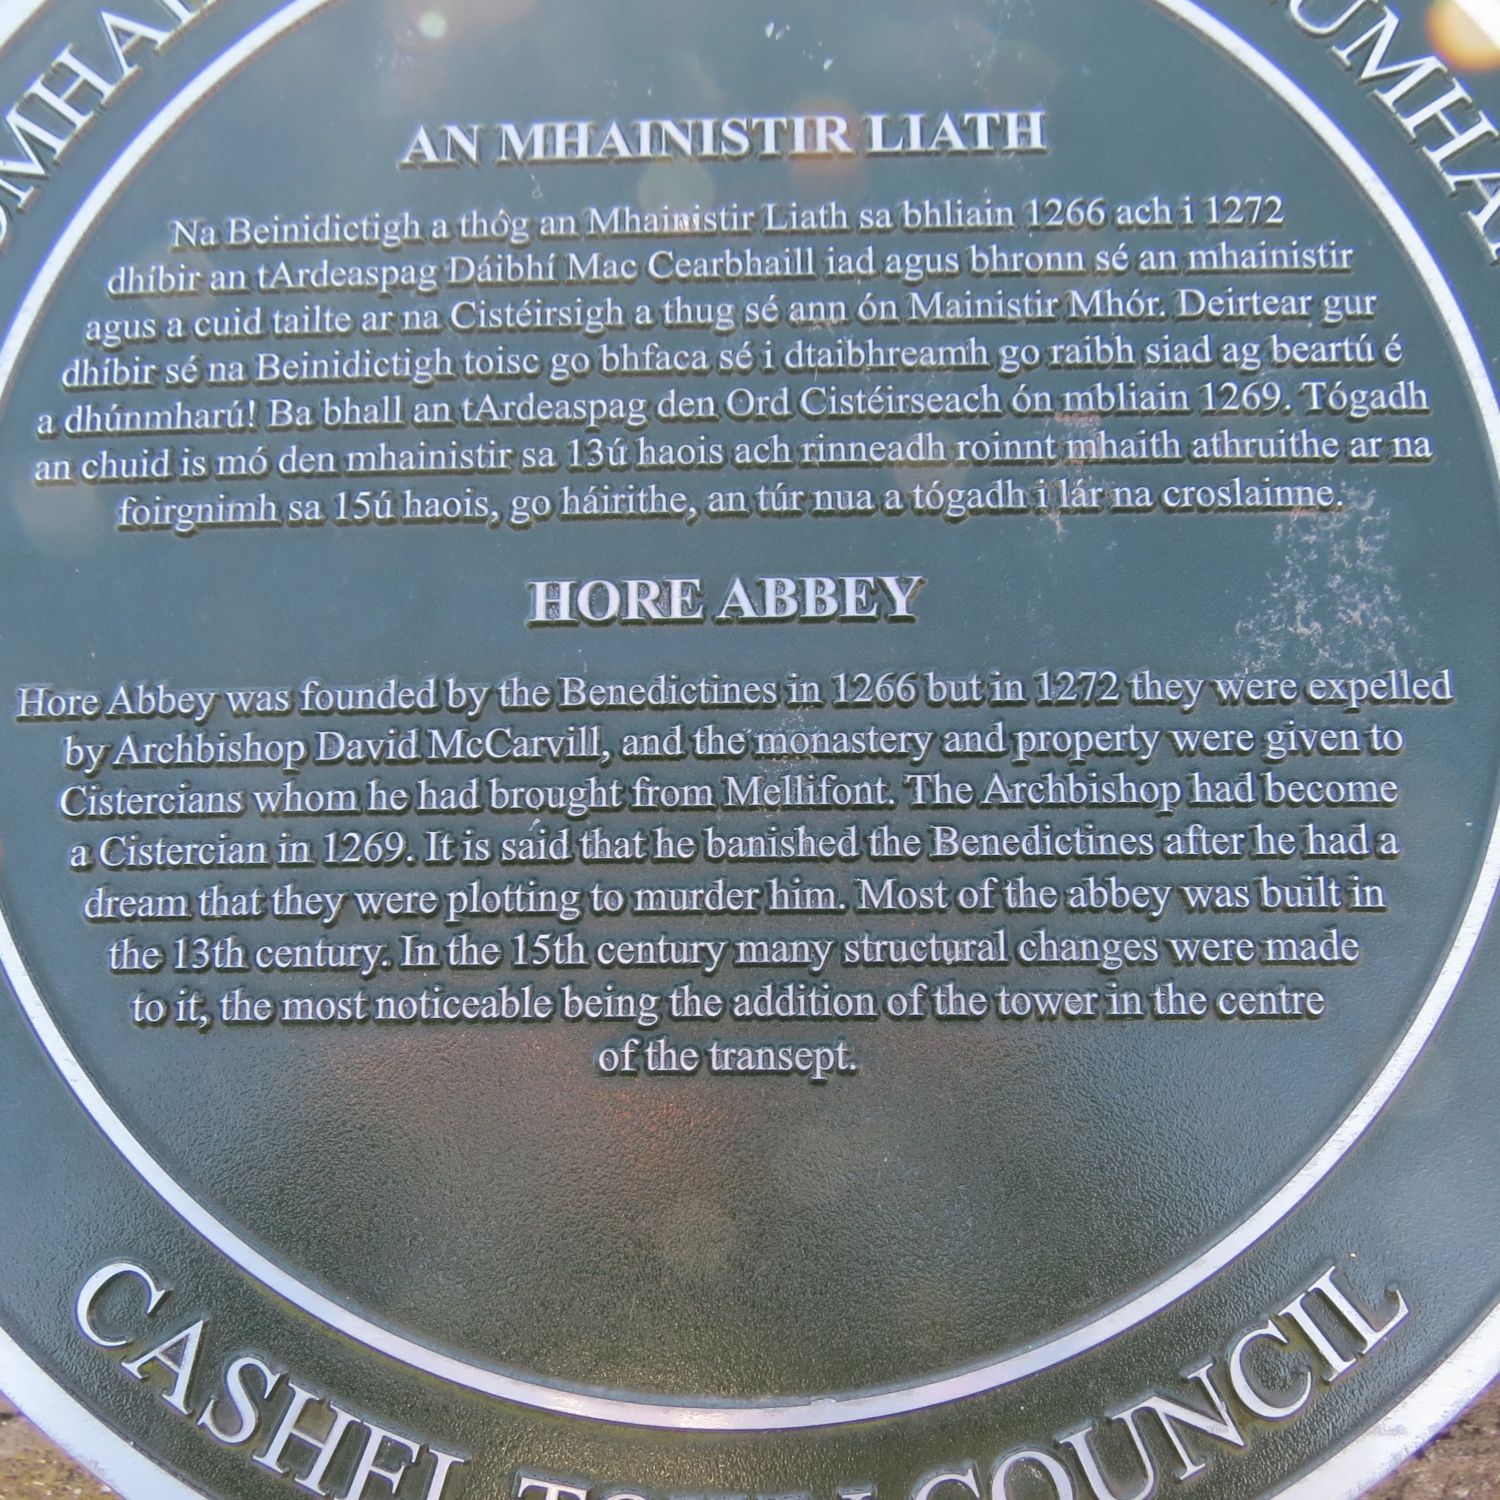 AN MHAINISTIR LIATH
Na Beinidictigh a thóg an Mhainistir Liath sa bhliain 1266 ach i 1272
dhíbir an tArdeaspag Dáibhí Mac Cearbhaill iad agus bhronn sé an mhainistir
agus a cuid tailte ar na Cistéirsigh a thug sé ann ón Mainistir Mhór. Deirtear gur
dhíbir sé na Beinidictigh toisc go bhfaca sé i dtaibhreamh go raibh siad ag beartú é
a dhúnmharú! Ba bhall an tArdeaspag den Ord Cistéirseach ón mbliain 1269. Tógadh
an chuid is mó den mhainistir sa 13ú haois ach rinneadh roinnt mhaith athruithe ar na
foirgnimh sa 15ú haois, go háirithe, an túr nua a tógadh i lár na croslainne.
HORE ABBEY
Hore Abbey was founded by the Benedictines in 1266 but in 1272 they were expelled
by Archbishop David McCarvill, and the monastery and property were given to
Cistercians whom he had brought from Mellifont. The Archbishop had become
a Cistercian in 1269. It is said that he banished the Benedictines after he had a
dream that they were plotting to murder him. Most of the abbey was built in
the 13th century. In the 15th century many structural changes were made
to it, the most noticeable being the addition of the tower in the centre
of the transept.
CASHEL TOWN COUNCIL